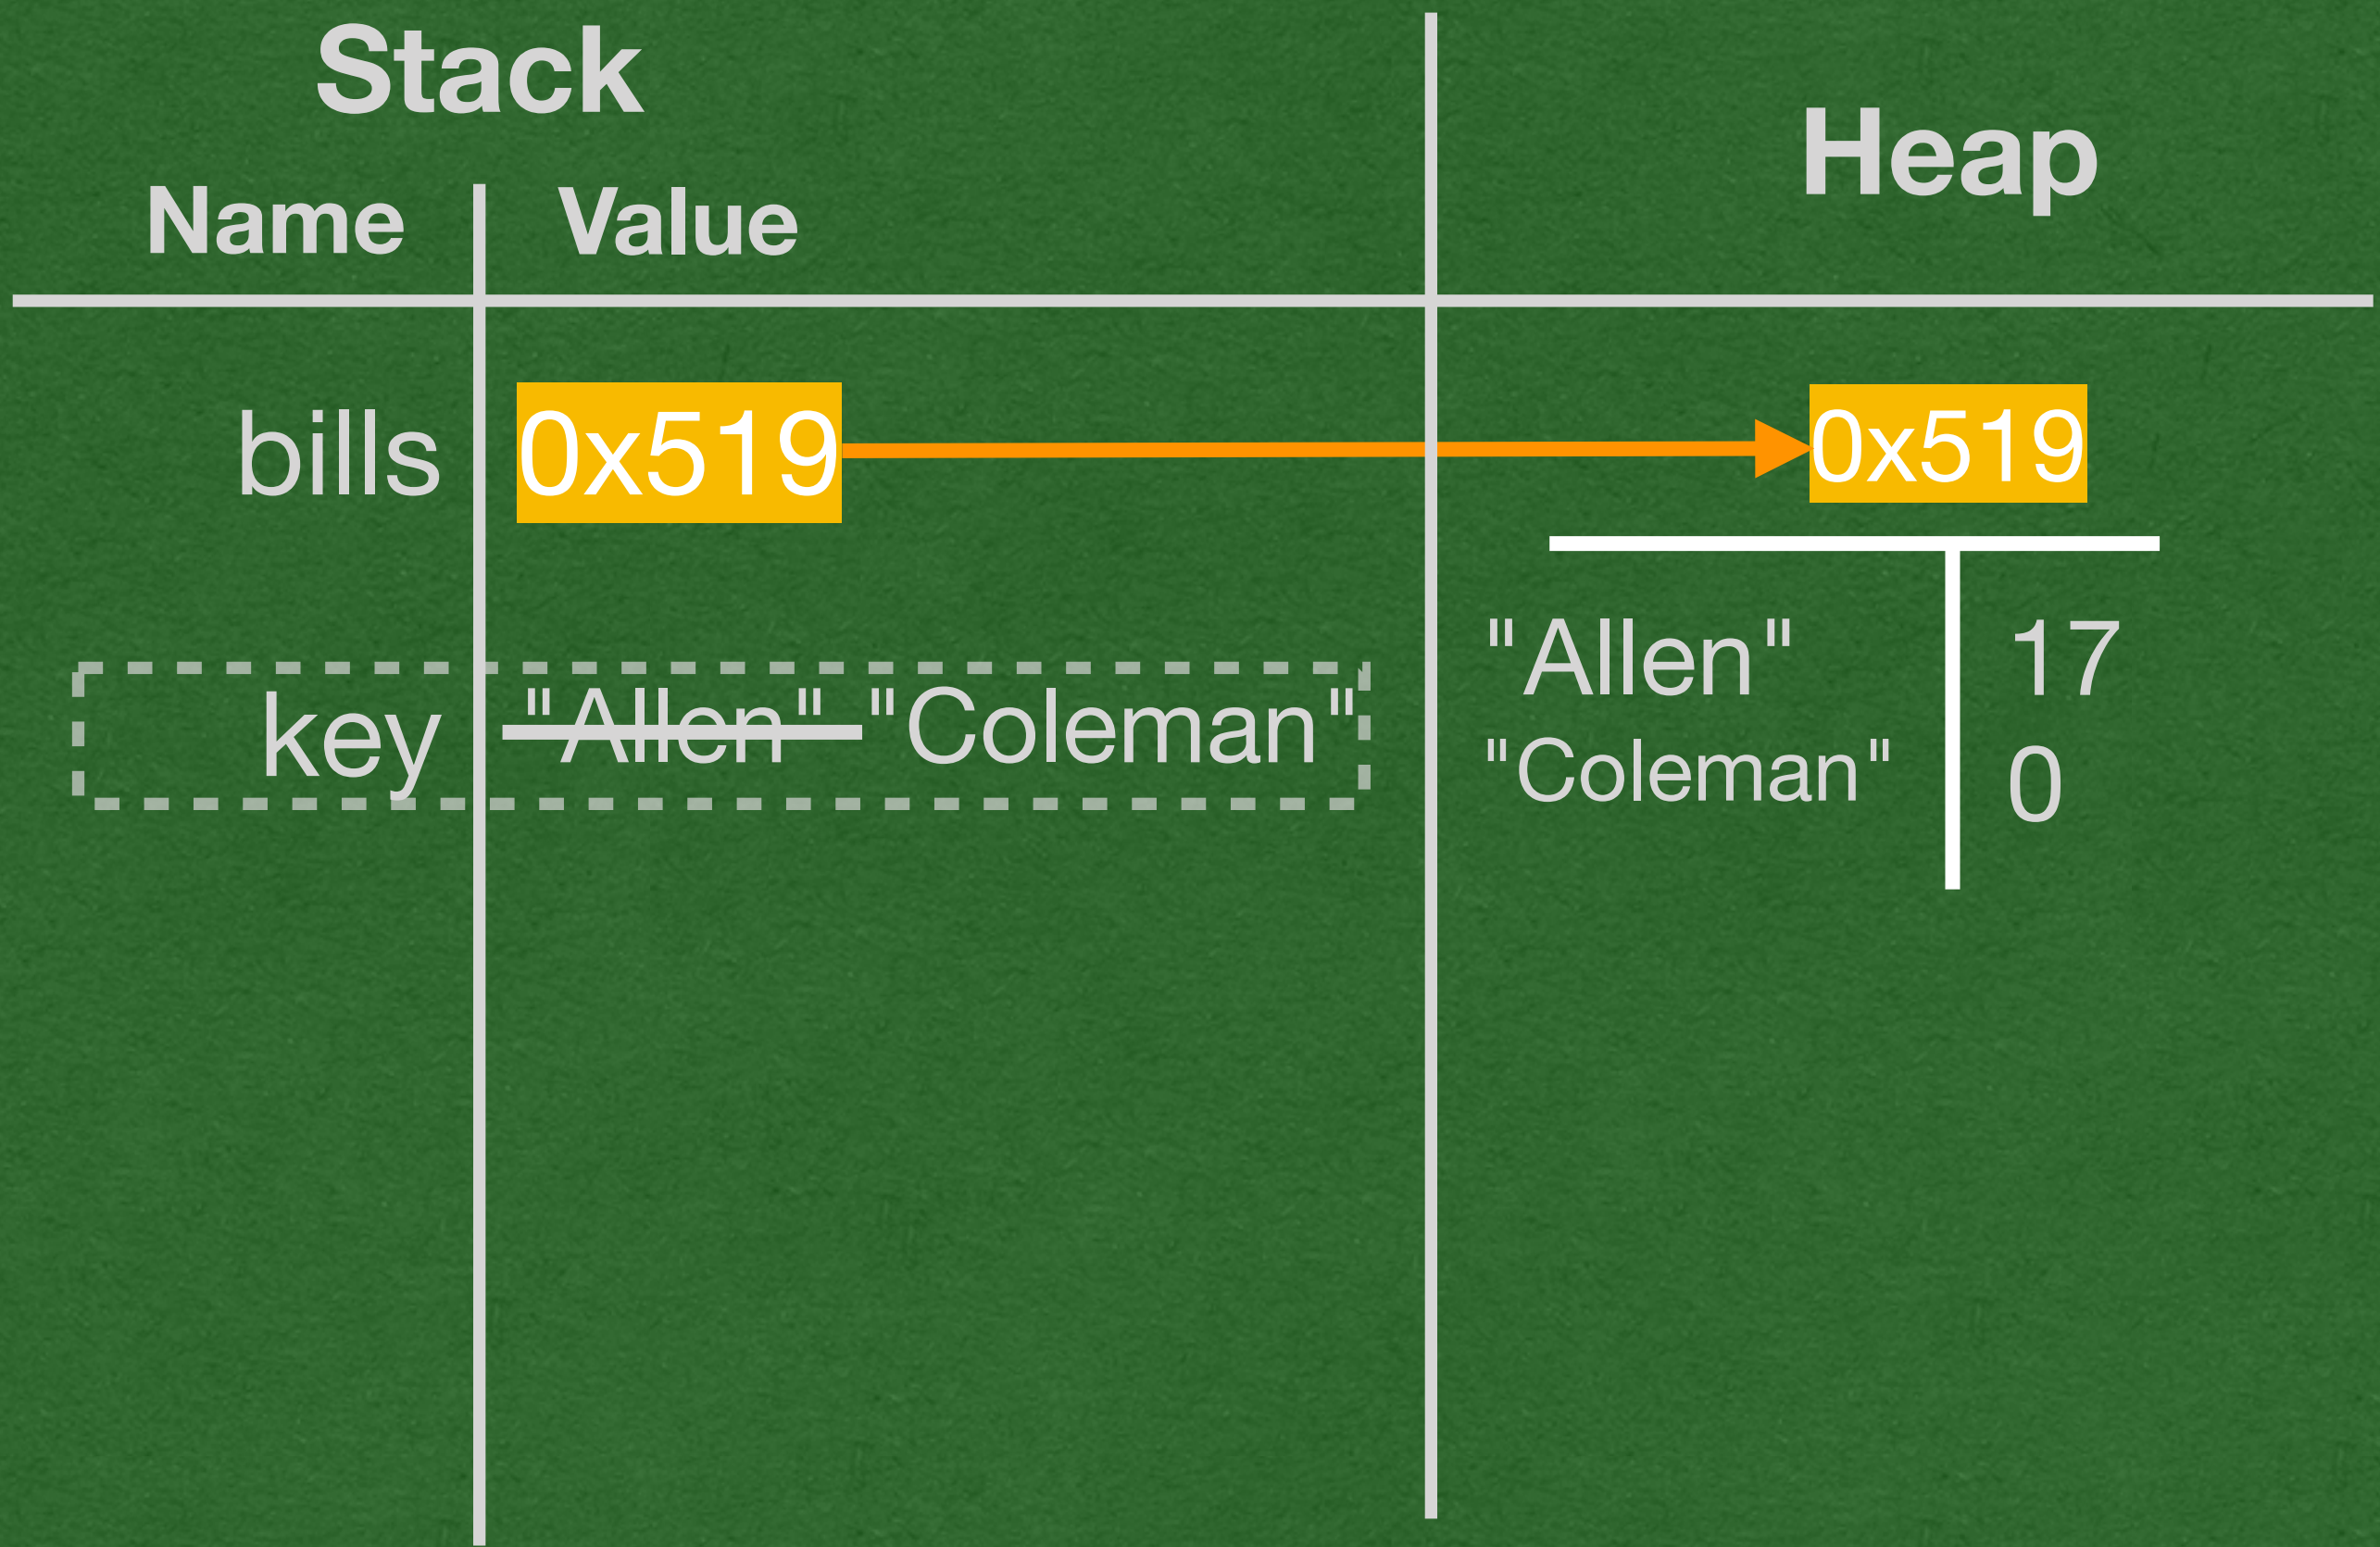 Stack
Heap
Name Value
bills 0x519 0x519
"Allen" 17
key "Allen" "Coleman"
"Coleman" 0